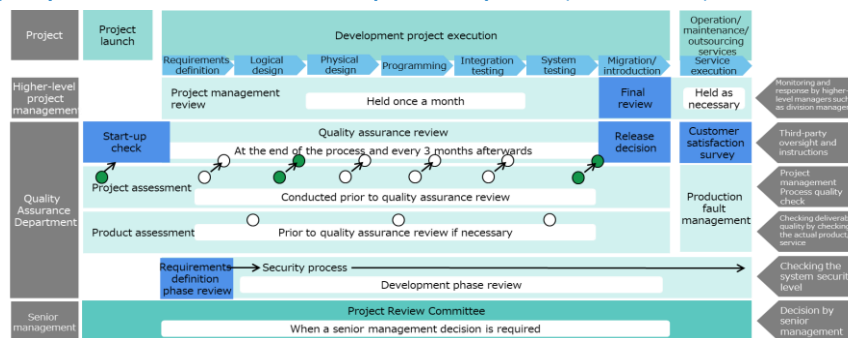 Project
Project
launch
Development project execution
Operation/
maintenance/
outsourcing
services
Requirements
definition
Logical
design
Physical
design
Programming
Integration
testing
System
testing
Migration/
introduction
Service
execution
Higher-level
project
management
Project management
review
Held once a month
Final
review
Held as
necessary
Monitoring and
response by higher-
level managers such
as division manager
Quality
Assurance
Department
Start-up
check
Quality assurance review
At the end of the process and every 3 months afterwards
Release
decision
Customer
satisfaction
survey
Third-party
oversight and
instructions
Project assessment
Conducted prior to quality assurance review
Production
fault
management
Project
management
Process quality
check
Product assessment
Prior to quality assurance review if necessary
Checking deliverable
quality by checking
the actual product,
service
Requirements
definition
phase review
Security process
Development phase review
Checking the
system security
level
Senior
management
Project Review Committee
When a senior management decision is required
Decision by
senior
management